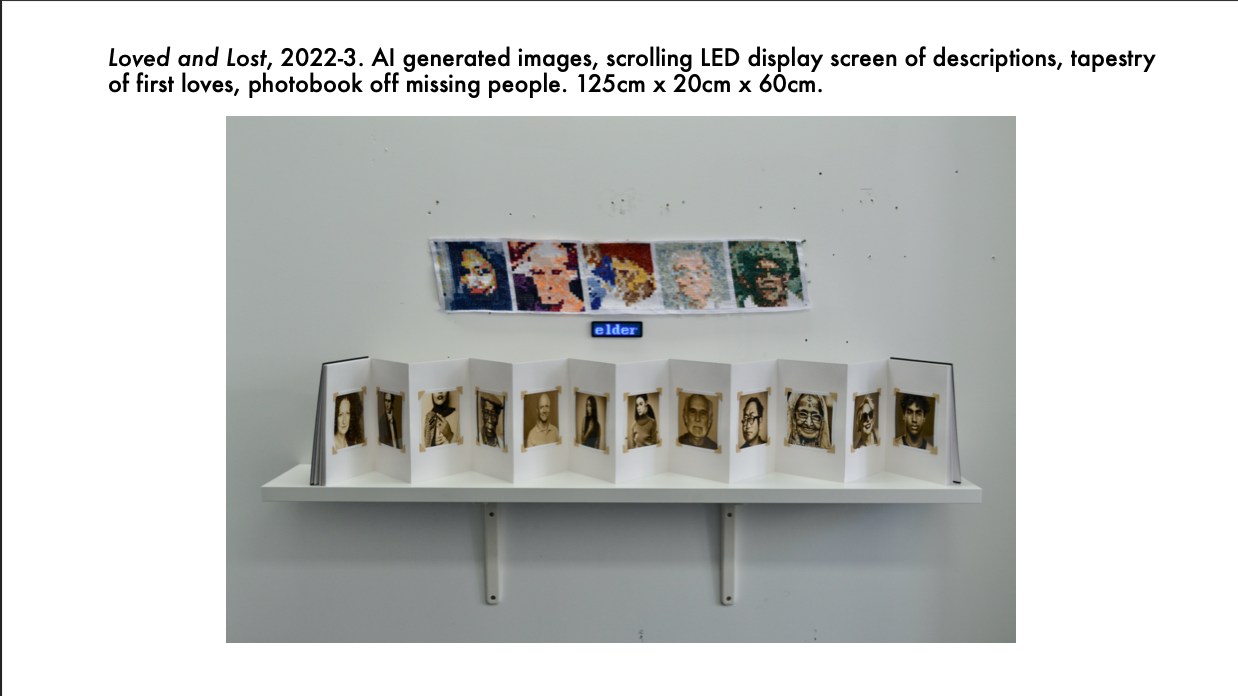 Loved and Lost, 2022-3. AI generated images, scrolling LED display screen of descriptions, tapestry
of first loves, photobook off missing people. 125cm x 20cm x 60cm.
elder